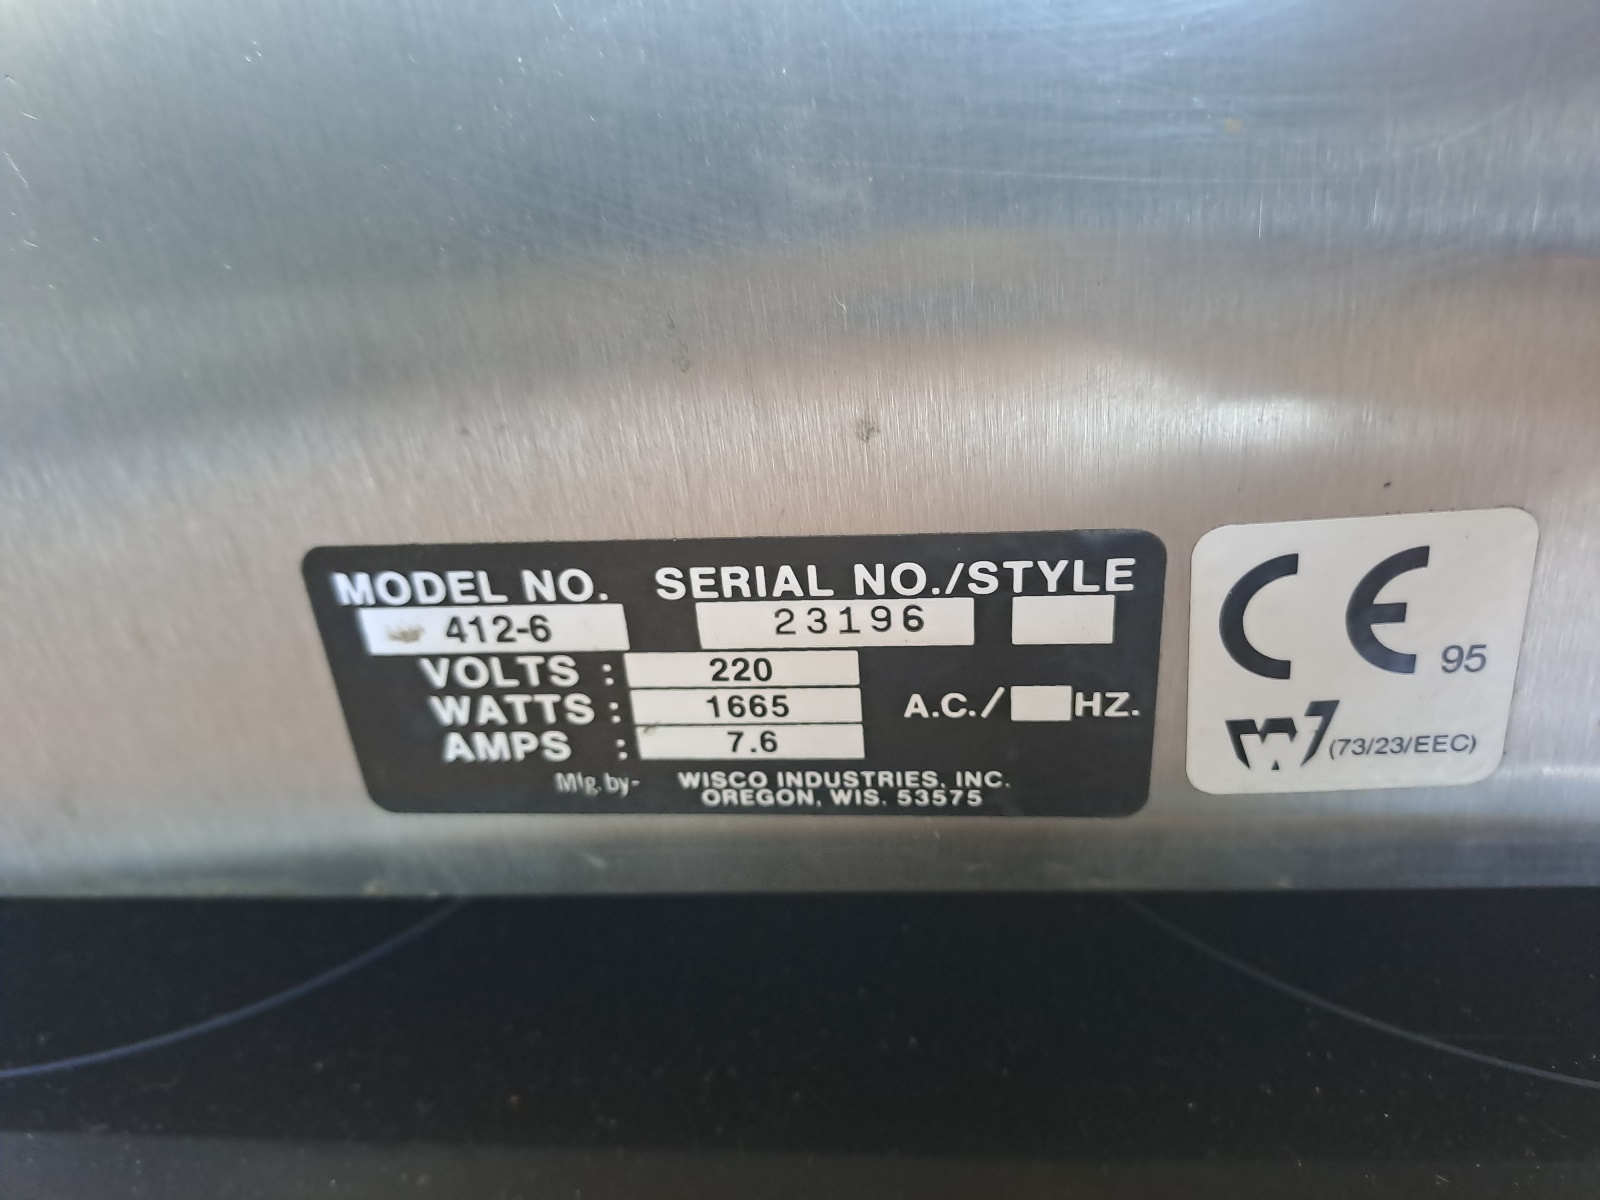 MODEL NO. SERIAL NO./STYLE
412-6 23196
VOLTS : 220
WATTS : 1665 A.C./ HZ.
AMPS : 7.6
Mfg. by- WISCO INDUSTRIES, INC.
OREGON, WIS. 53575
CE 95
W (73/23/EEC)